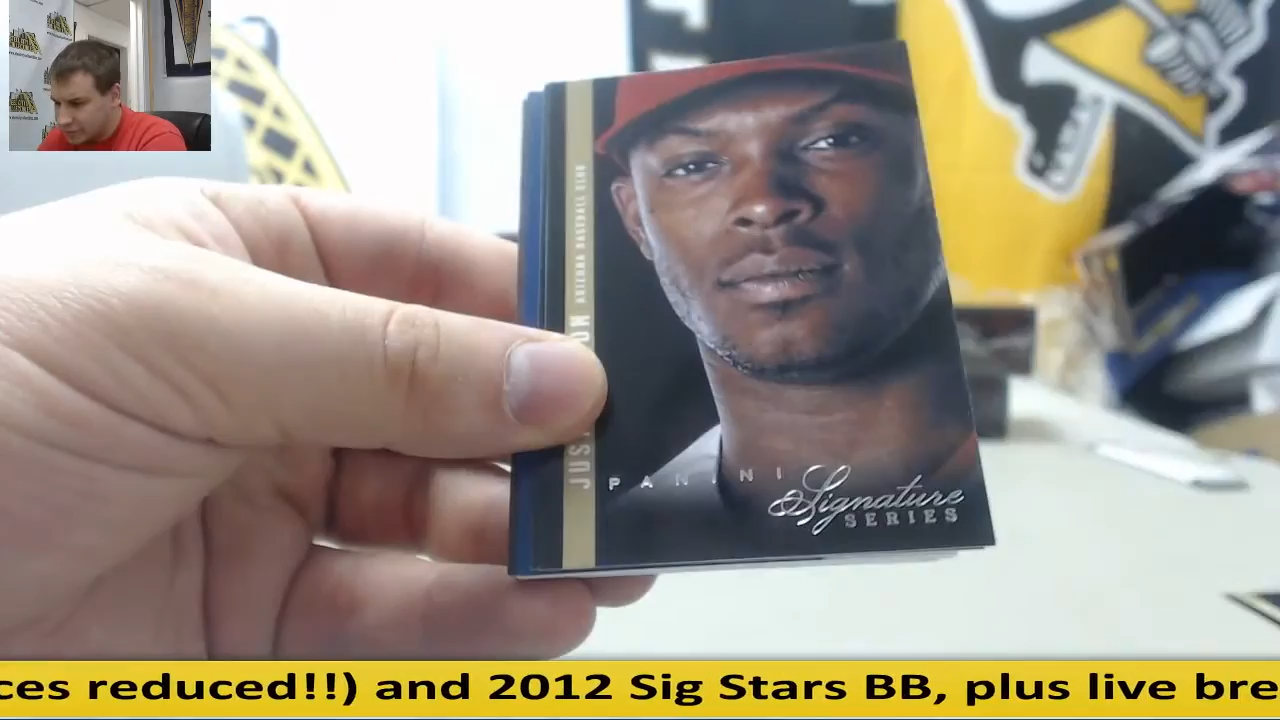 ARIZONA BASEBALL CLUB
PANINI
Signature
SERIES
ces reduced!!) and 2012 Sig Stars BB, plus live bre